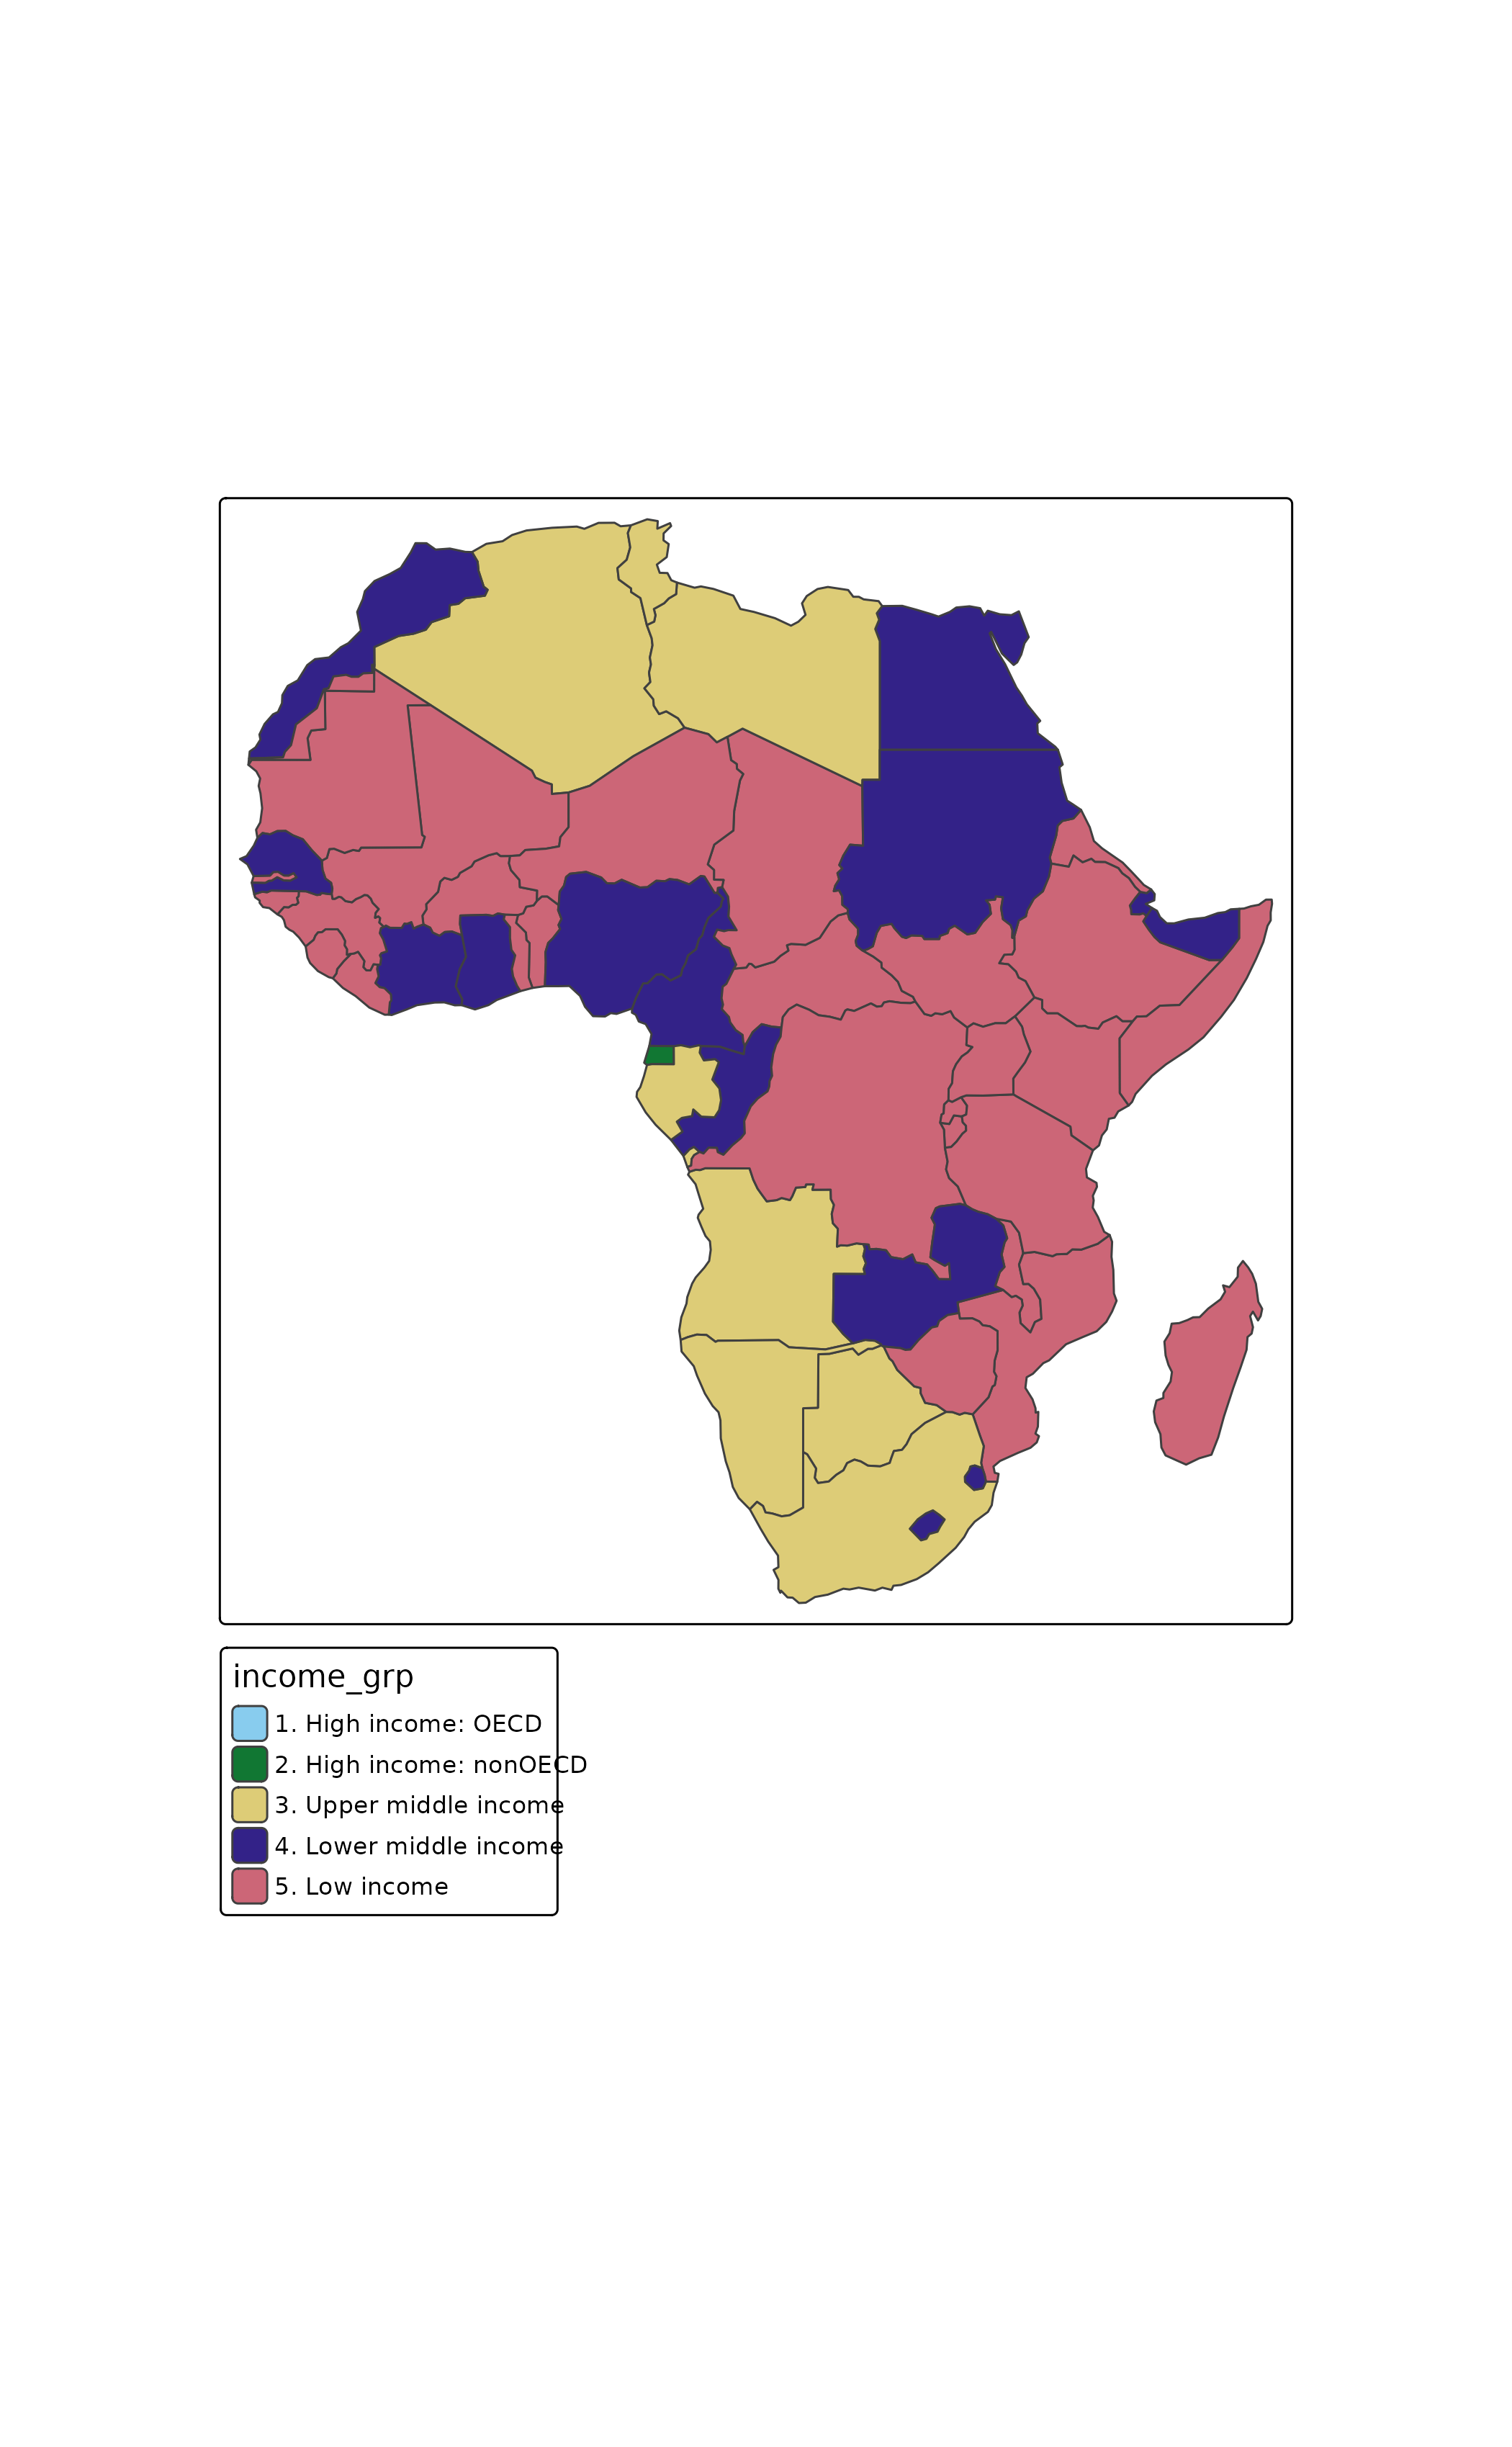 income_grp
1. High income: OECD
2. High income: nonOECD
3. Upper middle income
4. Lower middle income
5. Low income